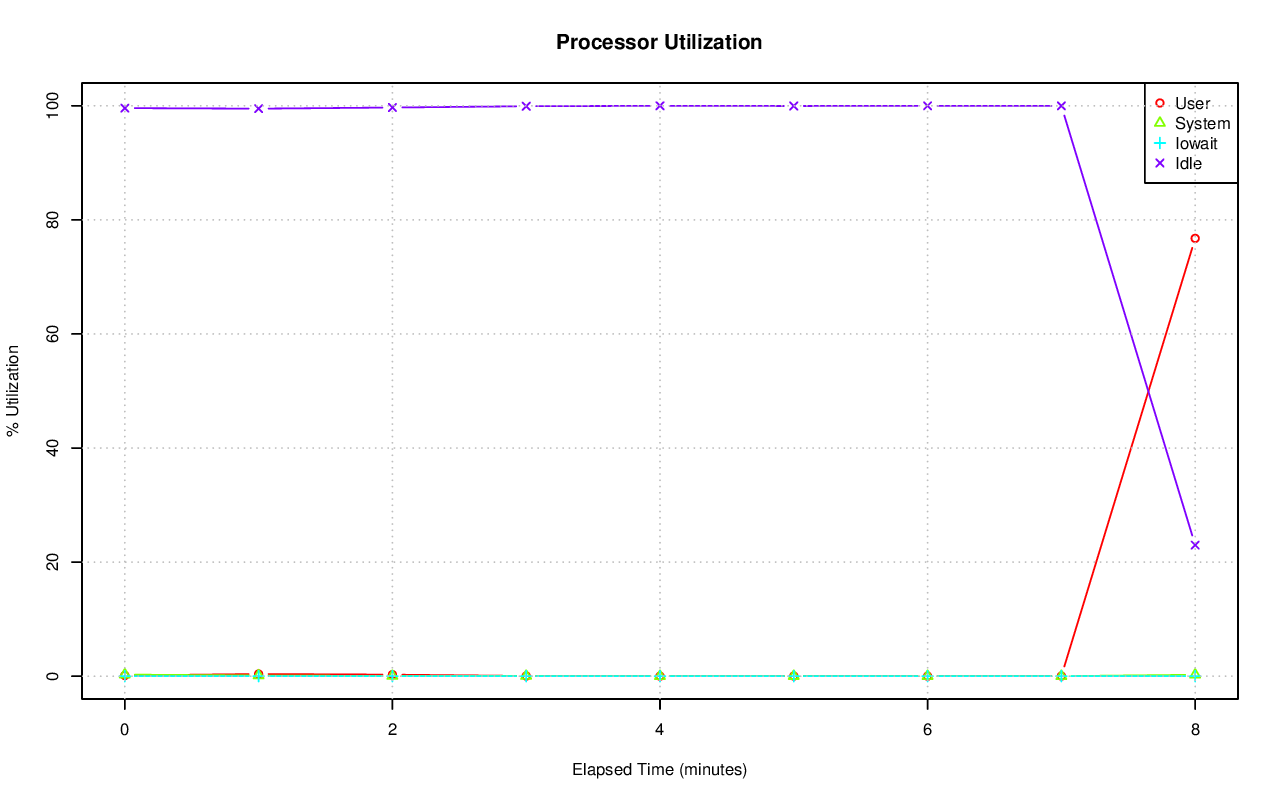 Processor Utilization
% Utilization
100
80
60
40
20
0
User
System
Iowait
Idle
0 2 4 6 8
Elapsed Time (minutes)